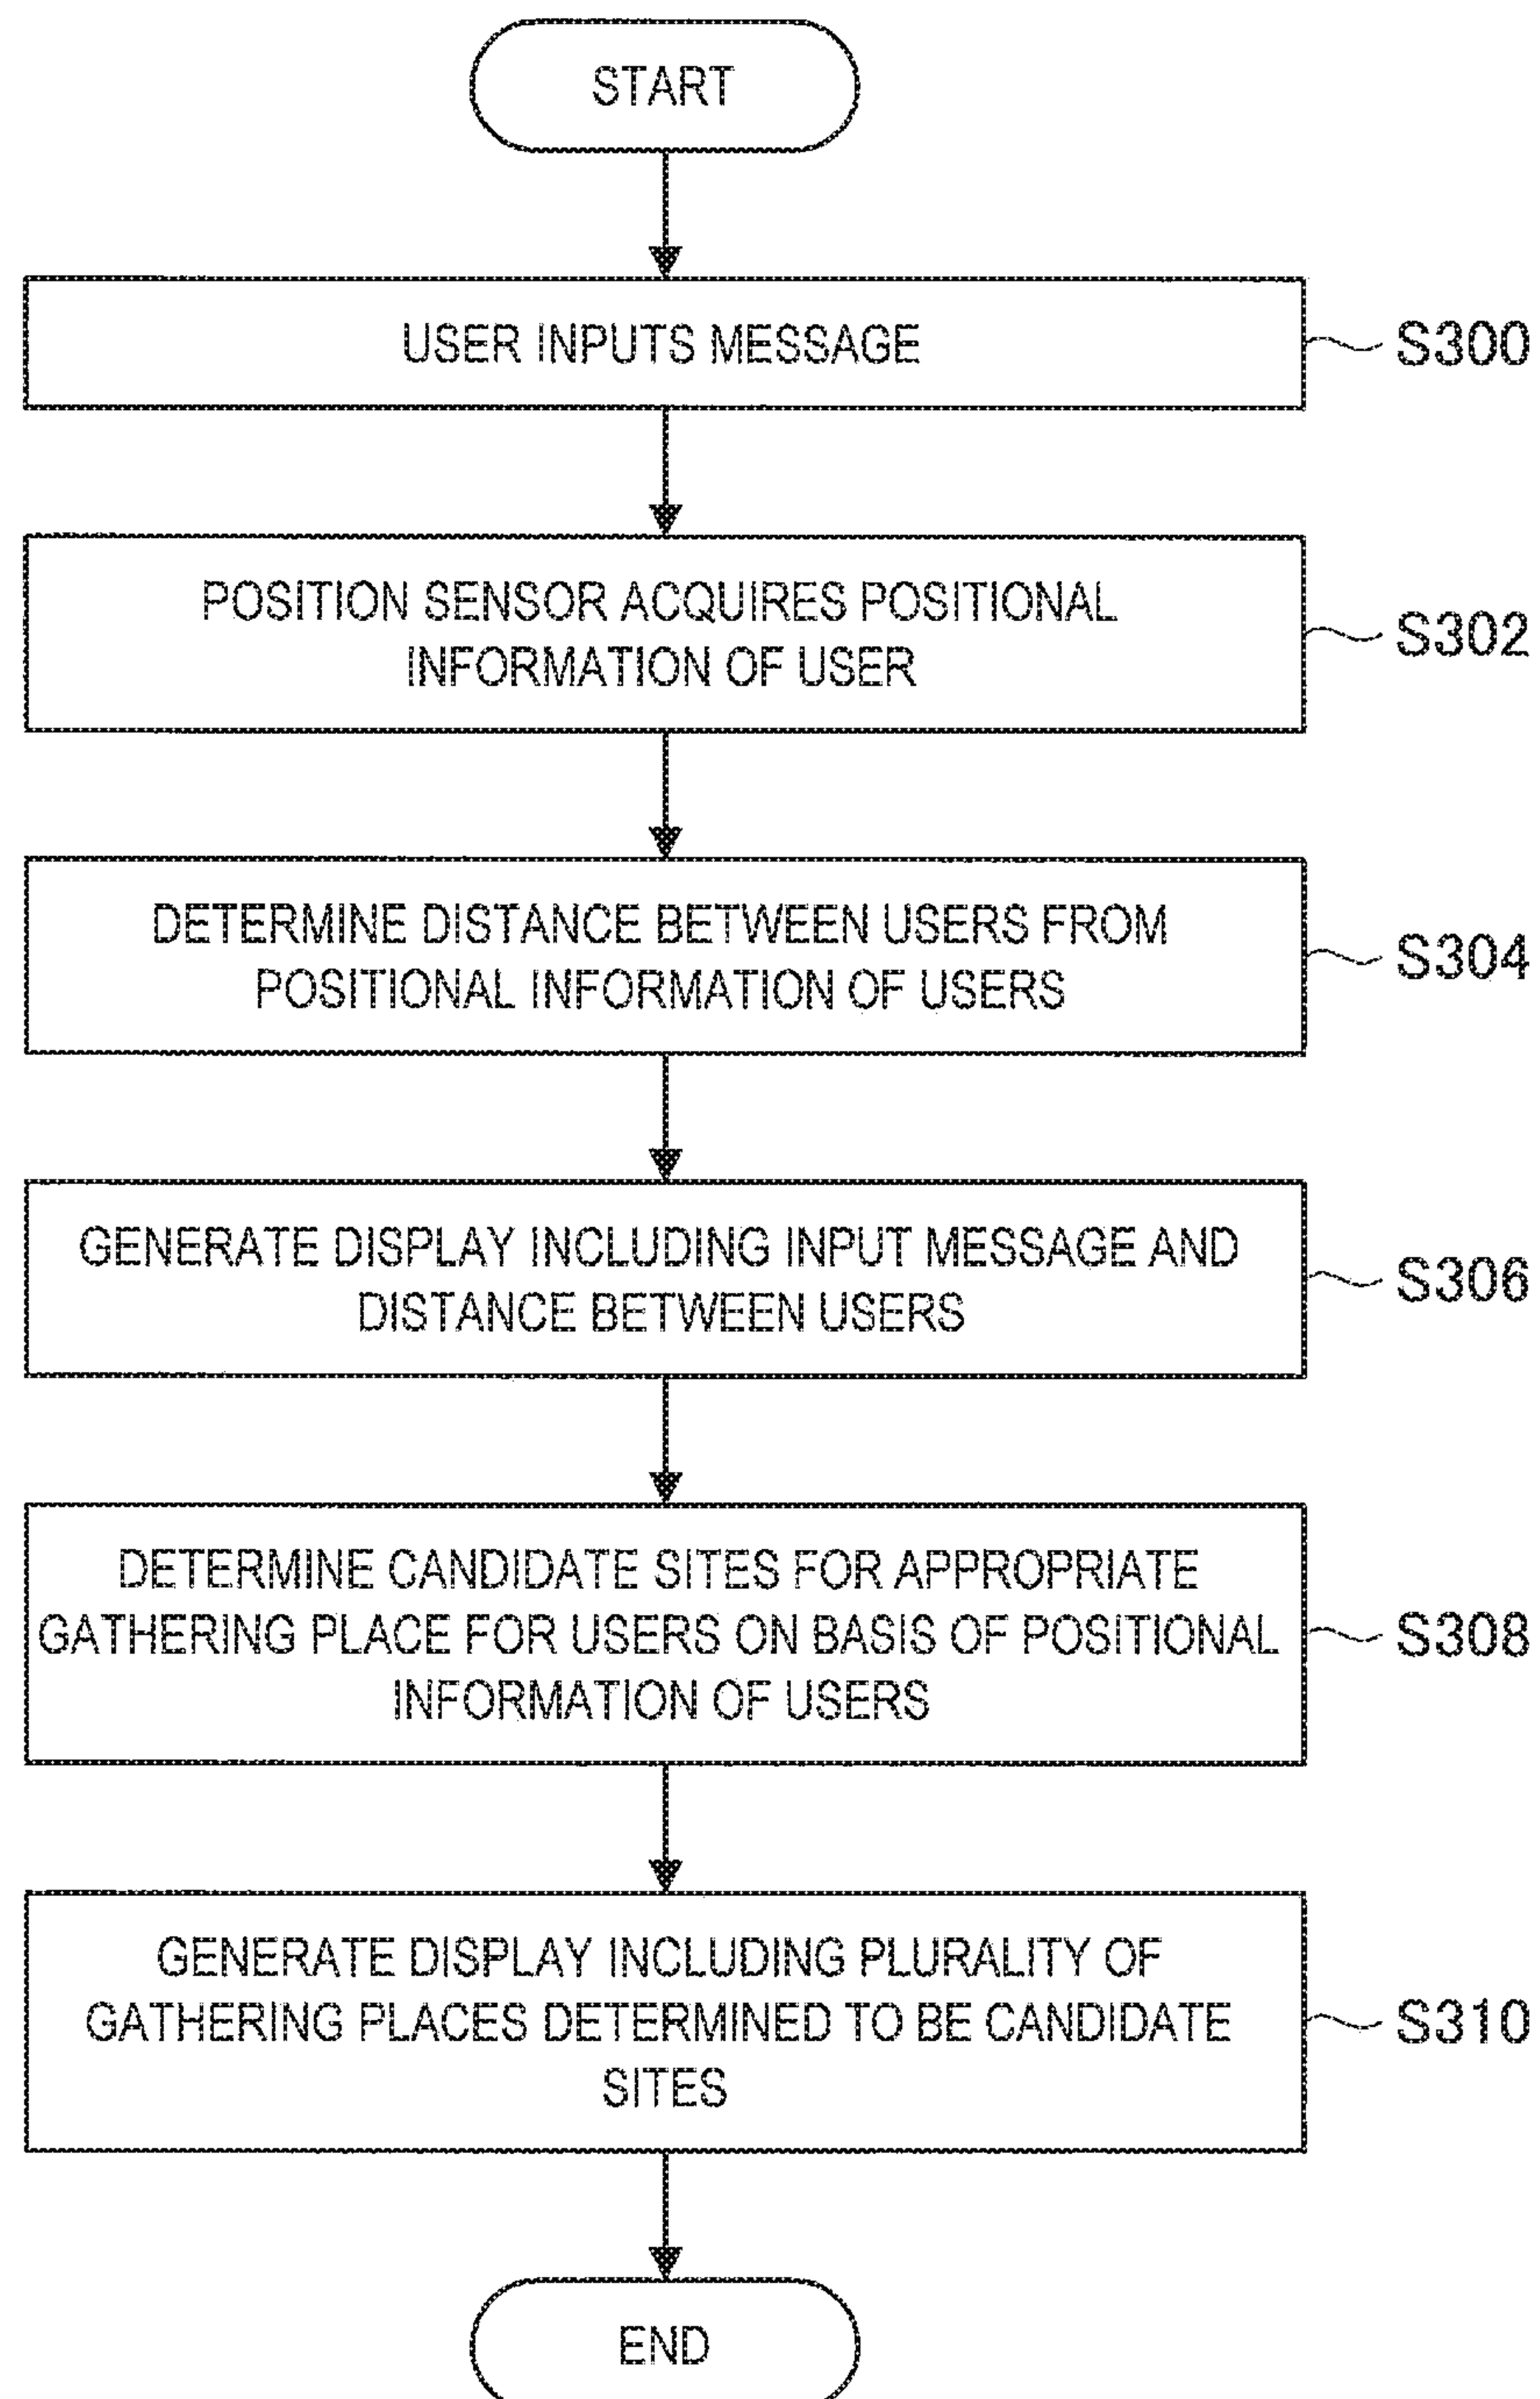 START
USER INPUTS MESSAGE
S300
POSITION SENSOR ACQUIRES POSITIONAL
INFORMATION OF USER
S302
DETERMINE DISTANCE BETWEEN USERS FROM
POSITIONAL INFORMATION OF USERS
S304
GENERATE DISPLAY INCLUDING INPUT MESSAGE AND
DISTANCE BETWEEN USERS
S306
DETERMINE CANDIDATE SITES FOR APPROPRIATE
GATHERING PLACE FOR USERS ON BASIS OF POSITIONAL
INFORMATION OF USERS
S308
GENERATE DISPLAY INCLUDING PLURALITY OF
GATHERING PLACES DETERMINED TO BE CANDIDATE
SITES
S310
END